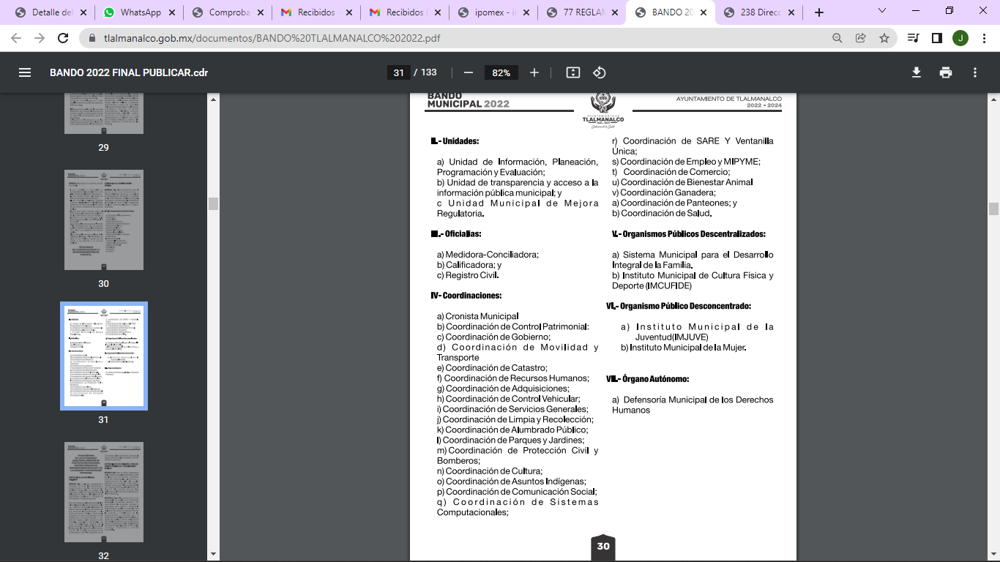 Detalle del
WhatsApp
Comproba
Recibidos
Recibidos
ipomex - i
77 REGLAM
BANDO 20
238 Direcc
tlalmanalco.gob.mx/documentos/BANDO%20TLALMANALCO%202022.pdf
J
BANDO 2022 FINAL PUBLICAR.cdr
31 / 133
82%
29
30
31
32
BANDO
MUNICIPAL 2022
AYUNTAMIENTO DE
TLALMANALCO
AYUNTAMIENTO DE TLALMANALCO
2022 - 2024
II.- Unidades:
a) Unidad de Información, Planeación,
Programación y Evaluación;
b) Unidad de transparencia y acceso a la
información pública municipal; y
c Unidad Municipal de Mejora
Regulatoria.
III.- Oficialías:
a) Medidora-Conciliadora;
b) Calificadora; y
c) Registro Civil.
IV- Coordinaciones:
a) Cronista Municipal
b) Coordinación de Control Patrimonial:
c) Coordinación de Gobierno;
d) Coordinación de Movilidad y
Transporte
e) Coordinación de Catastro;
f) Coordinación de Recursos Humanos;
g) Coordinación de Adquisiciones;
h) Coordinación de Control Vehicular;
i) Coordinación de Servicios Generales;
j) Coordinación de Limpia y Recolección;
k) Coordinación de Alumbrado Público;
l) Coordinación de Parques y Jardines;
m) Coordinación de Protección Civil y
Bomberos;
n) Coordinación de Cultura;
o) Coordinación de Asuntos Indígenas;
p) Coordinación de Comunicación Social;
q) Coordinación de Sistemas
Computacionales;
r) Coordinación de SARE Y Ventanilla
Única;
s) Coordinación de Empleo y MIPYME;
t) Coordinación de Comercio;
Coordinación de Bienestar Animal
Coordinación Ganadera;
Coordinación de Panteones; y
Coordinación de Salud.
V.- Organismos Públicos Descentralizados:
a) Sistema Municipal para el Desarrollo
Integral de la Familia.
b) Instituto Municipal de Cultura Física y
Deporte (IMCUFIDE)
VI.- Organismo Público Desconcentrado:
a) Instituto Municipal de la
Juventud(IMJUVE)
Instituto Municipal de la Mujer.
VII.- Órgano Autónomo:
a) Defensoría Municipal de los Derechos
Humanos
30